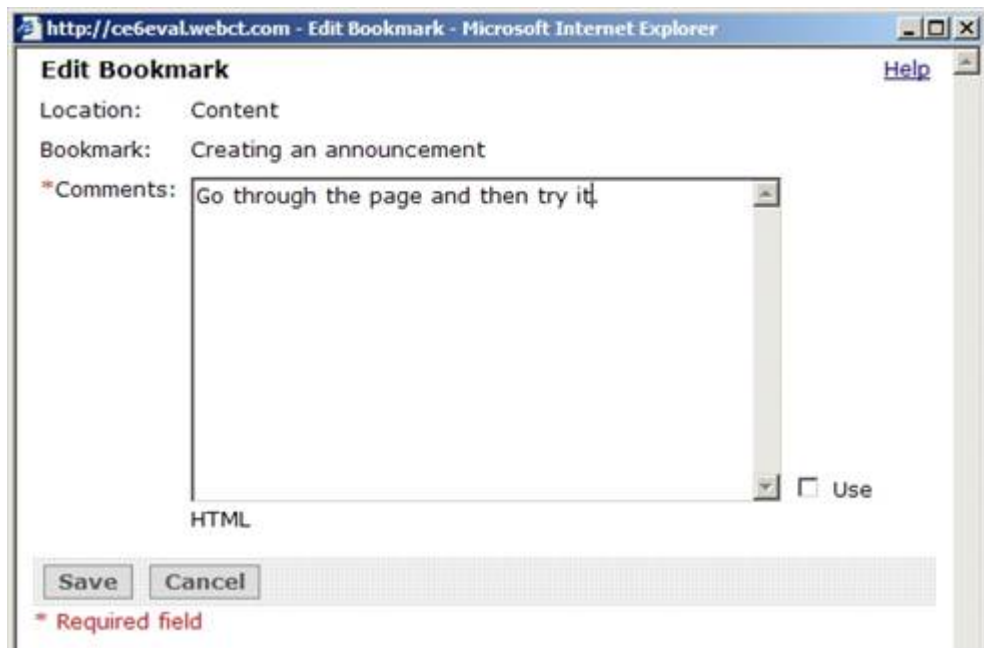 http://ce6eval.webct.com - Edit Bookmark - Microsoft Internet Explorer
Edit Bookmark Help
Location: Content
Bookmark: Creating an announcement
*Comments: Go through the page and then try it.
Use
HTML
Save Cancel
* Required field